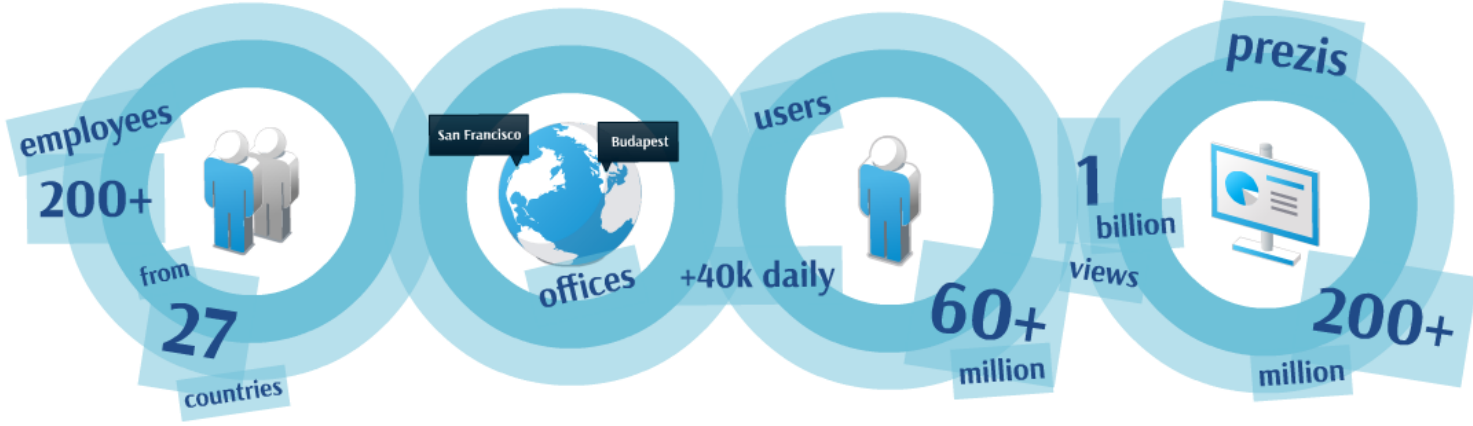 employees
200+
from
27
countries
San Francisco
Budapest
offices
users
+40k daily
60+
million
prezis
1
billion
views
200+
million